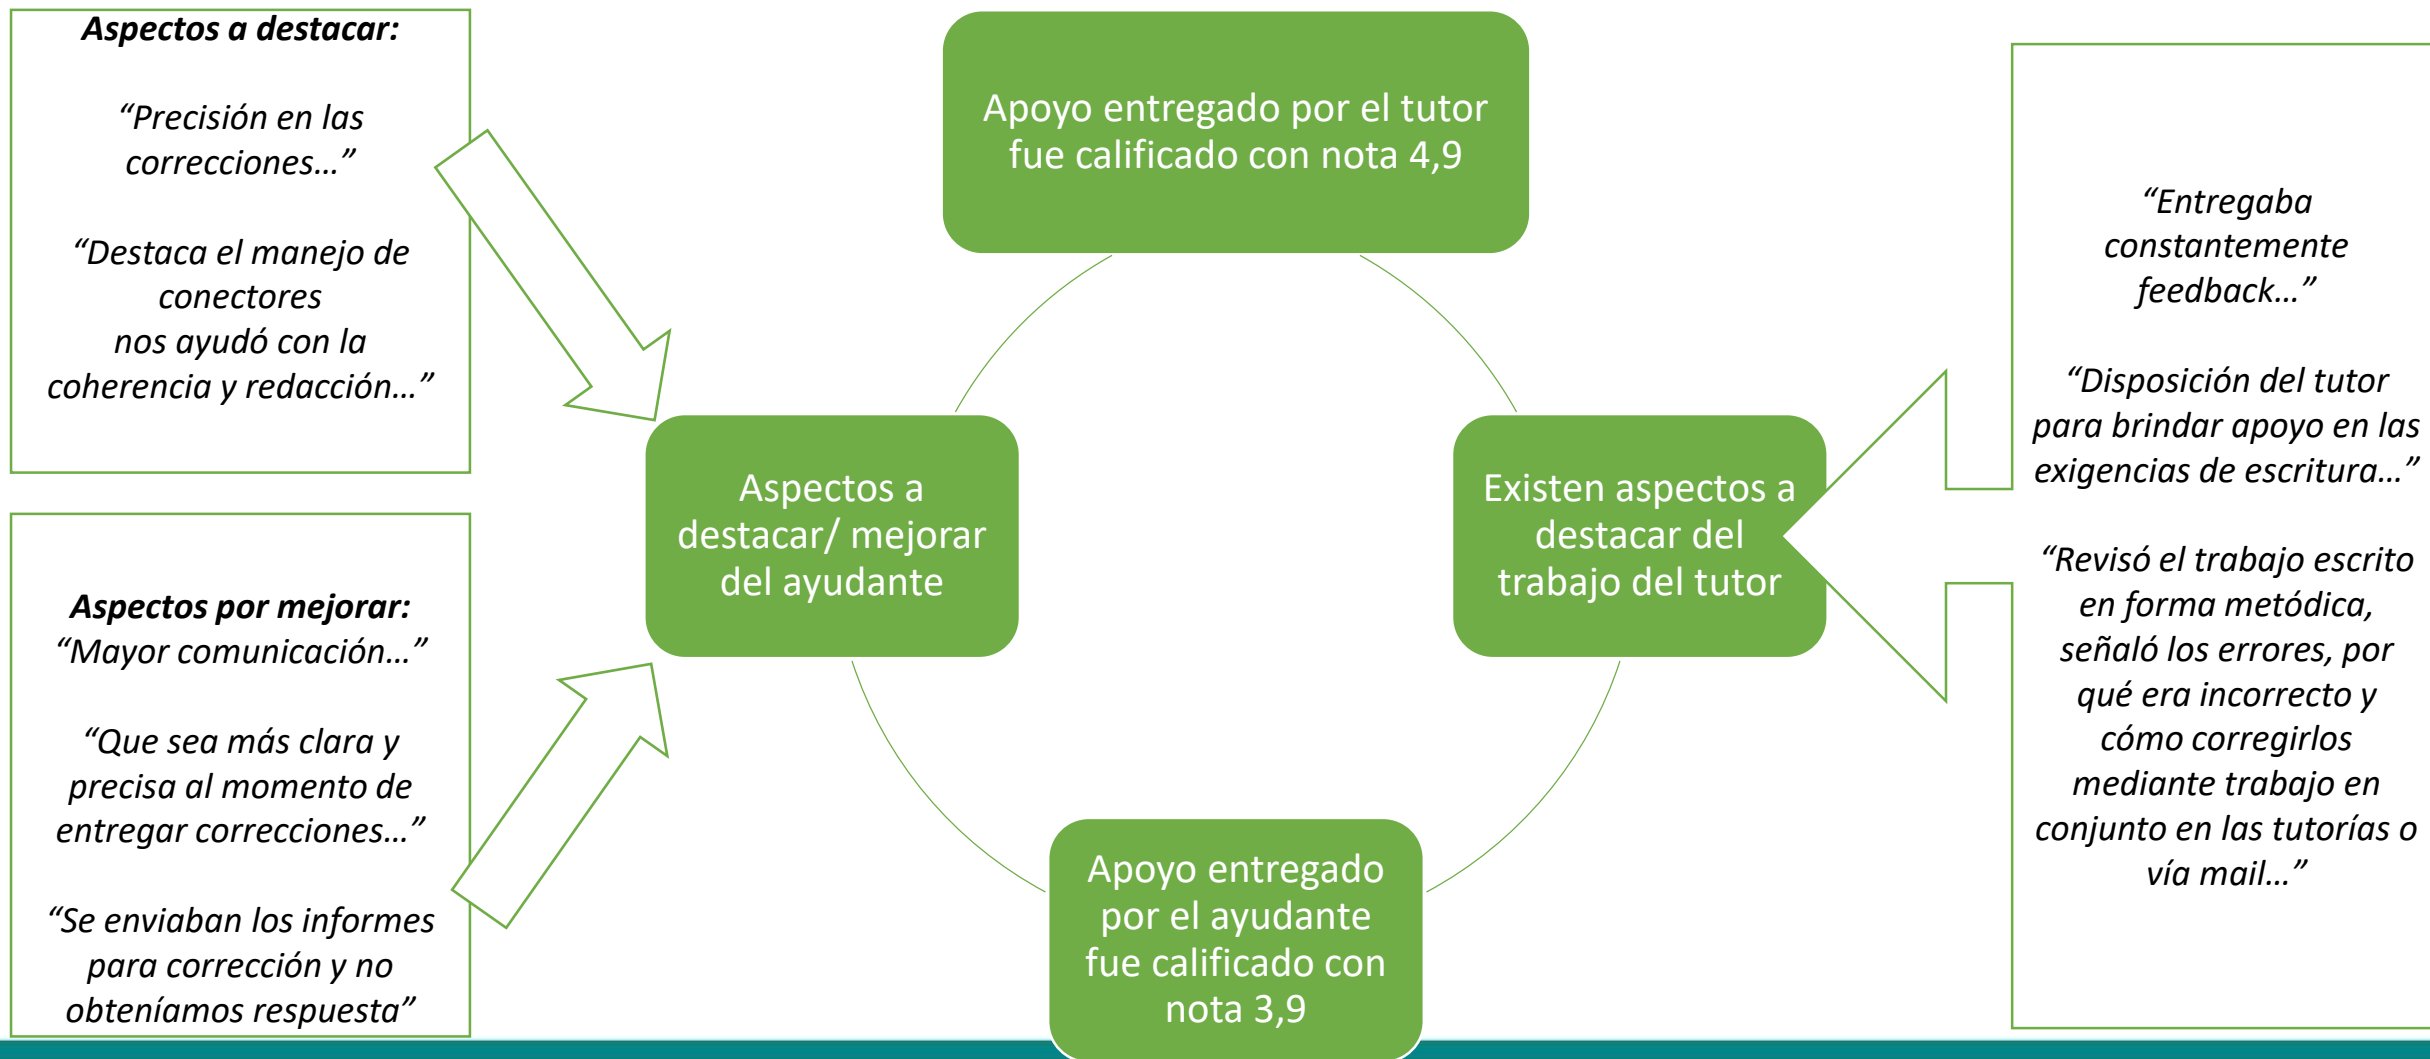 Aspectos a destacar:
“Precisión en las
correcciones…”
“Destaca el manejo de
conectores
nos ayudó con la
coherencia y redacción…”
Aspectos por mejorar:
“Mayor comunicación…”
“Que sea más clara y
precisa al momento de
entregar correcciones…”
“Se enviaban los informes
para corrección y no
obteníamos respuesta”
Apoyo entregado por el tutor
fue calificado con nota 4,9
Aspectos a
destacar/ mejorar
del ayudante
Existen aspectos a
destacar del
trabajo del tutor
Apoyo entregado
por el ayudante
fue calificado con
nota 3,9
“Entregaba
constantemente
feedback…”
“Disposición del tutor
para brindar apoyo en las
exigencias de escritura…”
“Revisó el trabajo escrito
en forma metódica,
señaló los errores, por
qué era incorrecto y
cómo corregirlos
mediante trabajo en
conjunto en las tutorías o
vía mail…”